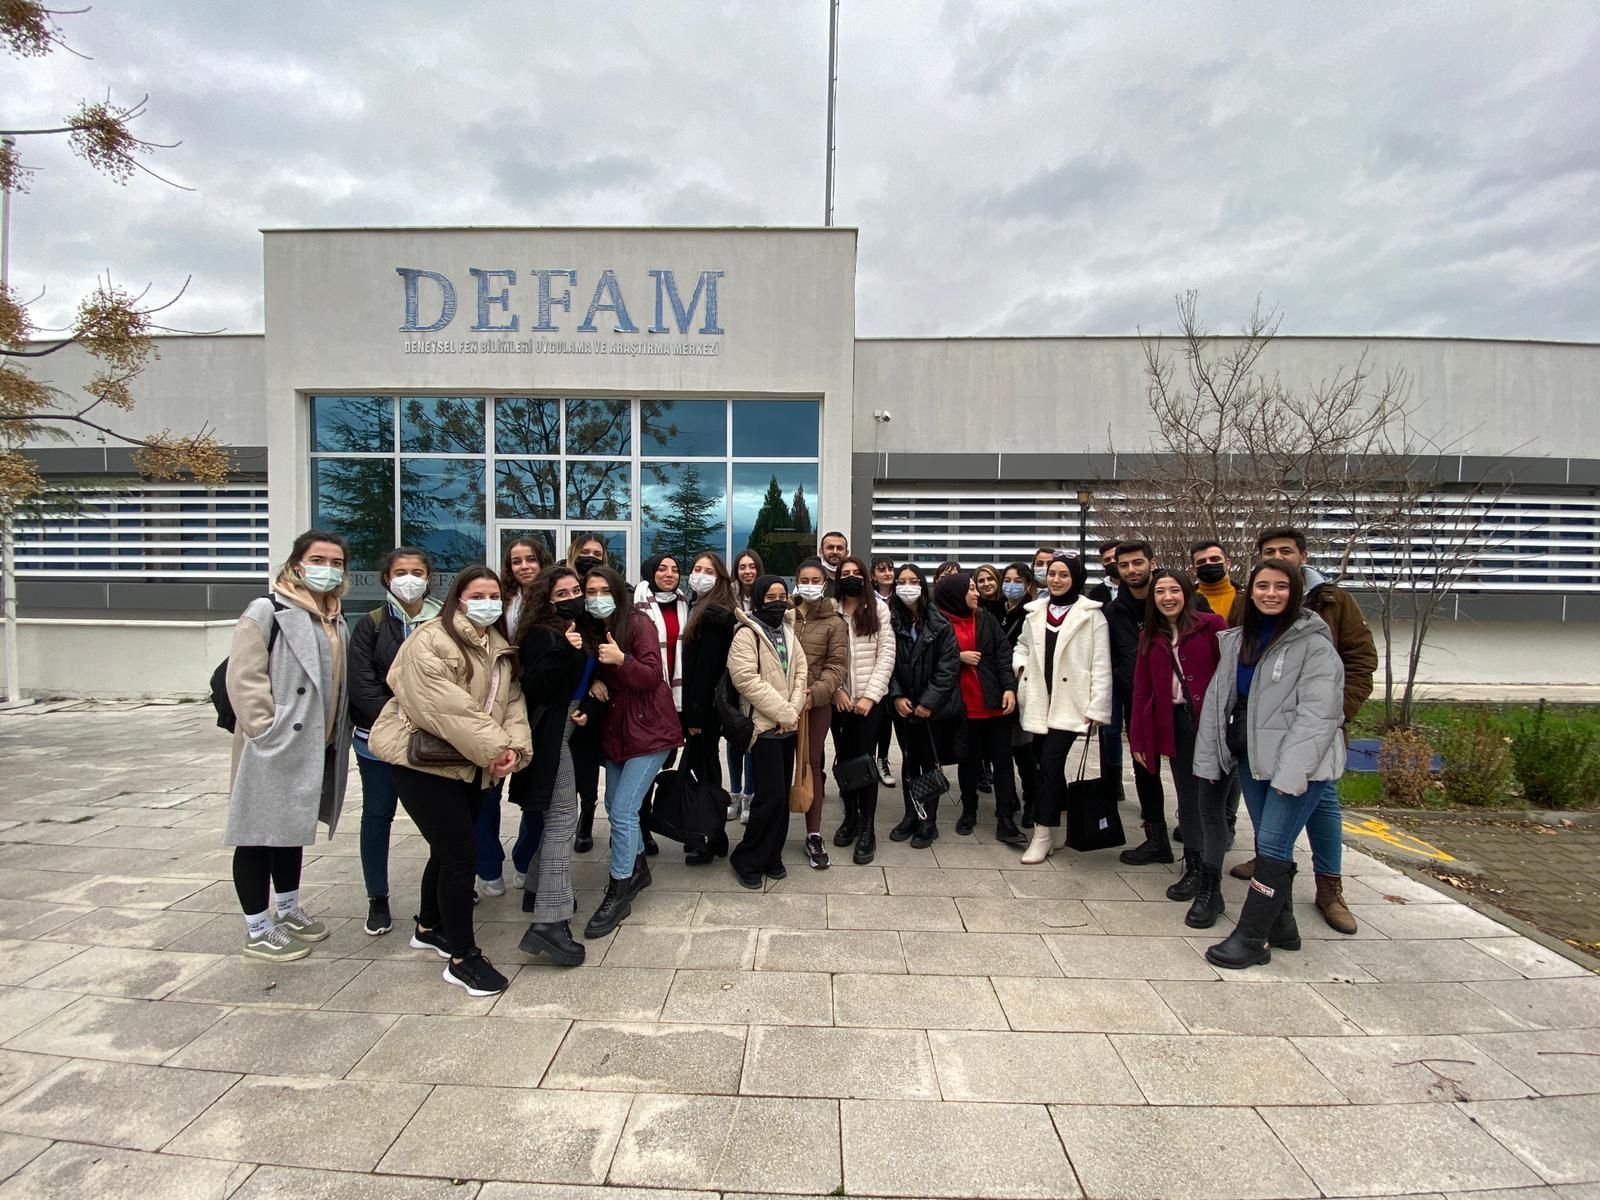 DEFAM
DENEYSEL FEN BİLİMLERİ UYGULAMA VE ARAŞTIRMA MERKEZİ